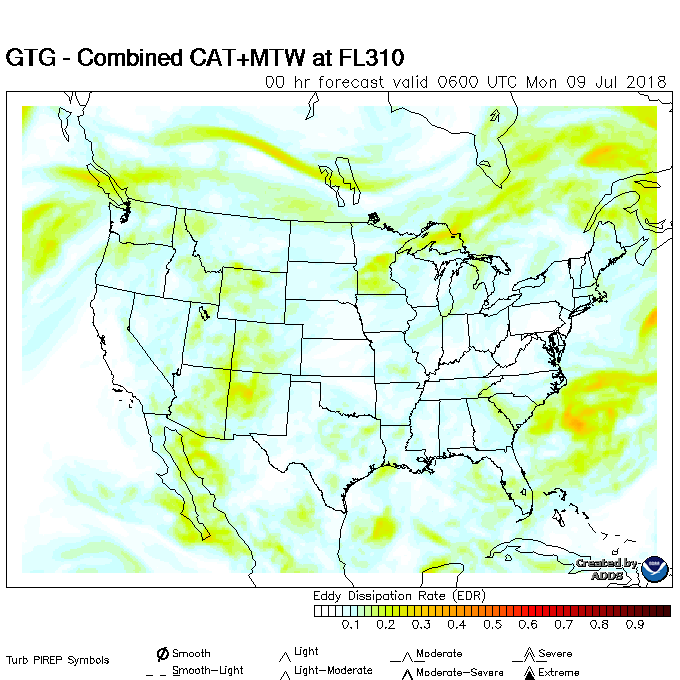 GTG - Combined CAT+MTW at FL310
00 hr forecast valid 0600 UTC Mon 09 Jul 2018
Created by
ADDS
Eddy Dissipation Rate (EDR)
0.1 0.2 0.3 0.4 0.5 0.6 0.7 0.8 0.9
Turb PIREP Symbols
Smooth Light Moderate Severe
Smooth-Light Light-Moderate Moderate-Severe Extreme